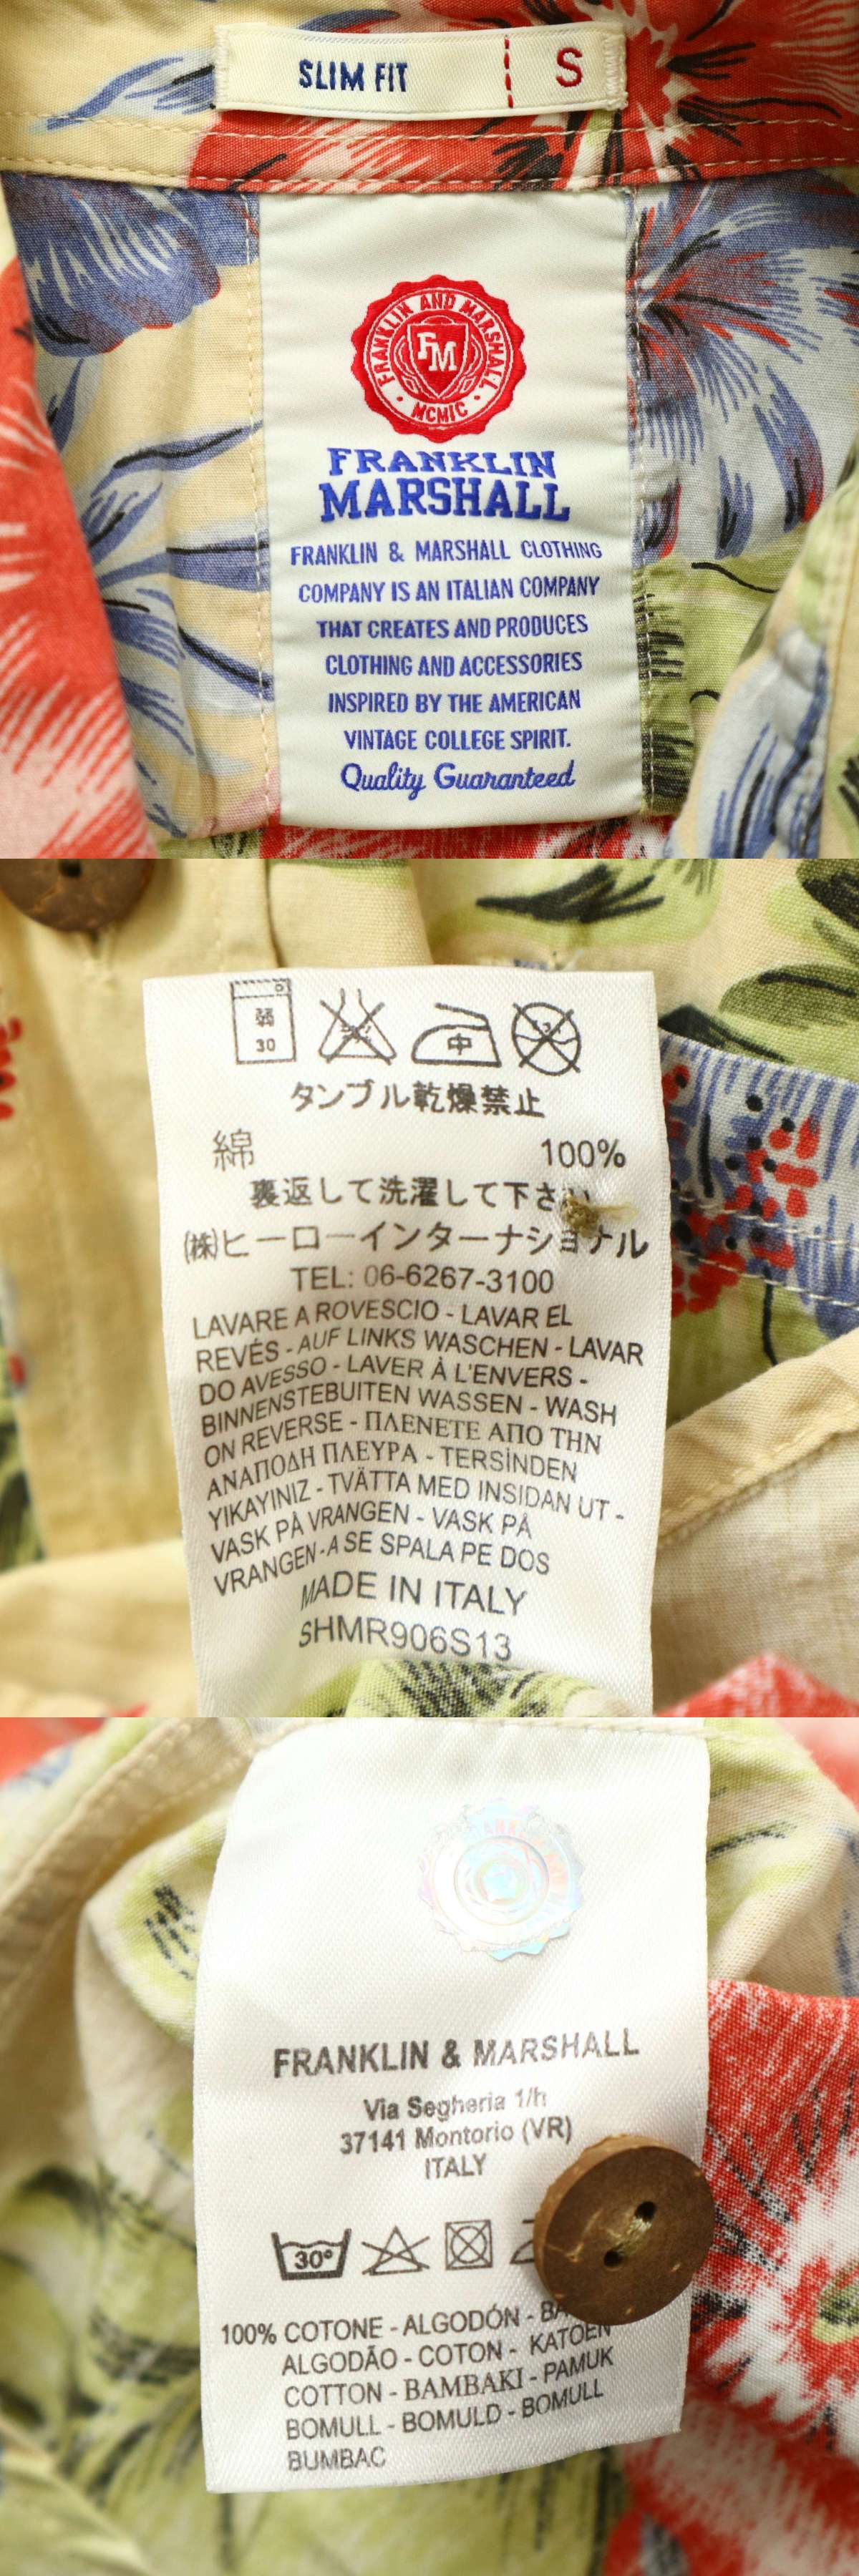 SLIM FIT S
FRANKLIN AND MARSHALL
FM
MCMIC
FRANKLIN
MARSHALL
FRANKLIN & MARSHALL CLOTHING
COMPANY IS AN ITALIAN COMPANY
THAT CREATES AND PRODUCES
CLOTHING AND ACCESSORIES
INSPIRED BY THE AMERICAN
VINTAGE COLLEGE SPIRIT.
Quality Guaranteed
弱
30
中
タンブル乾燥禁止
綿 100%
裏返して洗濯して下さい
(株)ヒーローインターナショナル
TEL: 06-6267-3100
LAVARE A ROVESCIO - LAVAR EL
REVÉS - AUF LINKS WASCHEN - LAVAR
DO AVESSO - LAVER À L'ENVERS -
BINNENSTEBUITEN WASSEN - WASH
ON REVERSE - ΠΛΕΝΕΤΕ ΑΠΟ ΤΗΝ
ΑΝΑΠΟΔΗ ΠΛΕΥΡΑ - TERSİNDEN
YIKAYINIZ - TVÄTTA MED INSIDAN UT -
VASK PÅ VRANGEN - VASK PÅ
VRANGEN - A SE SPALA PE DOS
MADE IN ITALY
SHMR906S13
FRANKLIN & MARSHALL
Via Segheria 1/h
37141 Montorio (VR)
ITALY
30°
100% COTONE - ALGODÓN -
ALGODÃO - COTON - KATOEN
COTTON - ΒΑΜΒΑΚΙ - PAMUK
BOMULL - BOMULD - BOMULL
BUMBAC